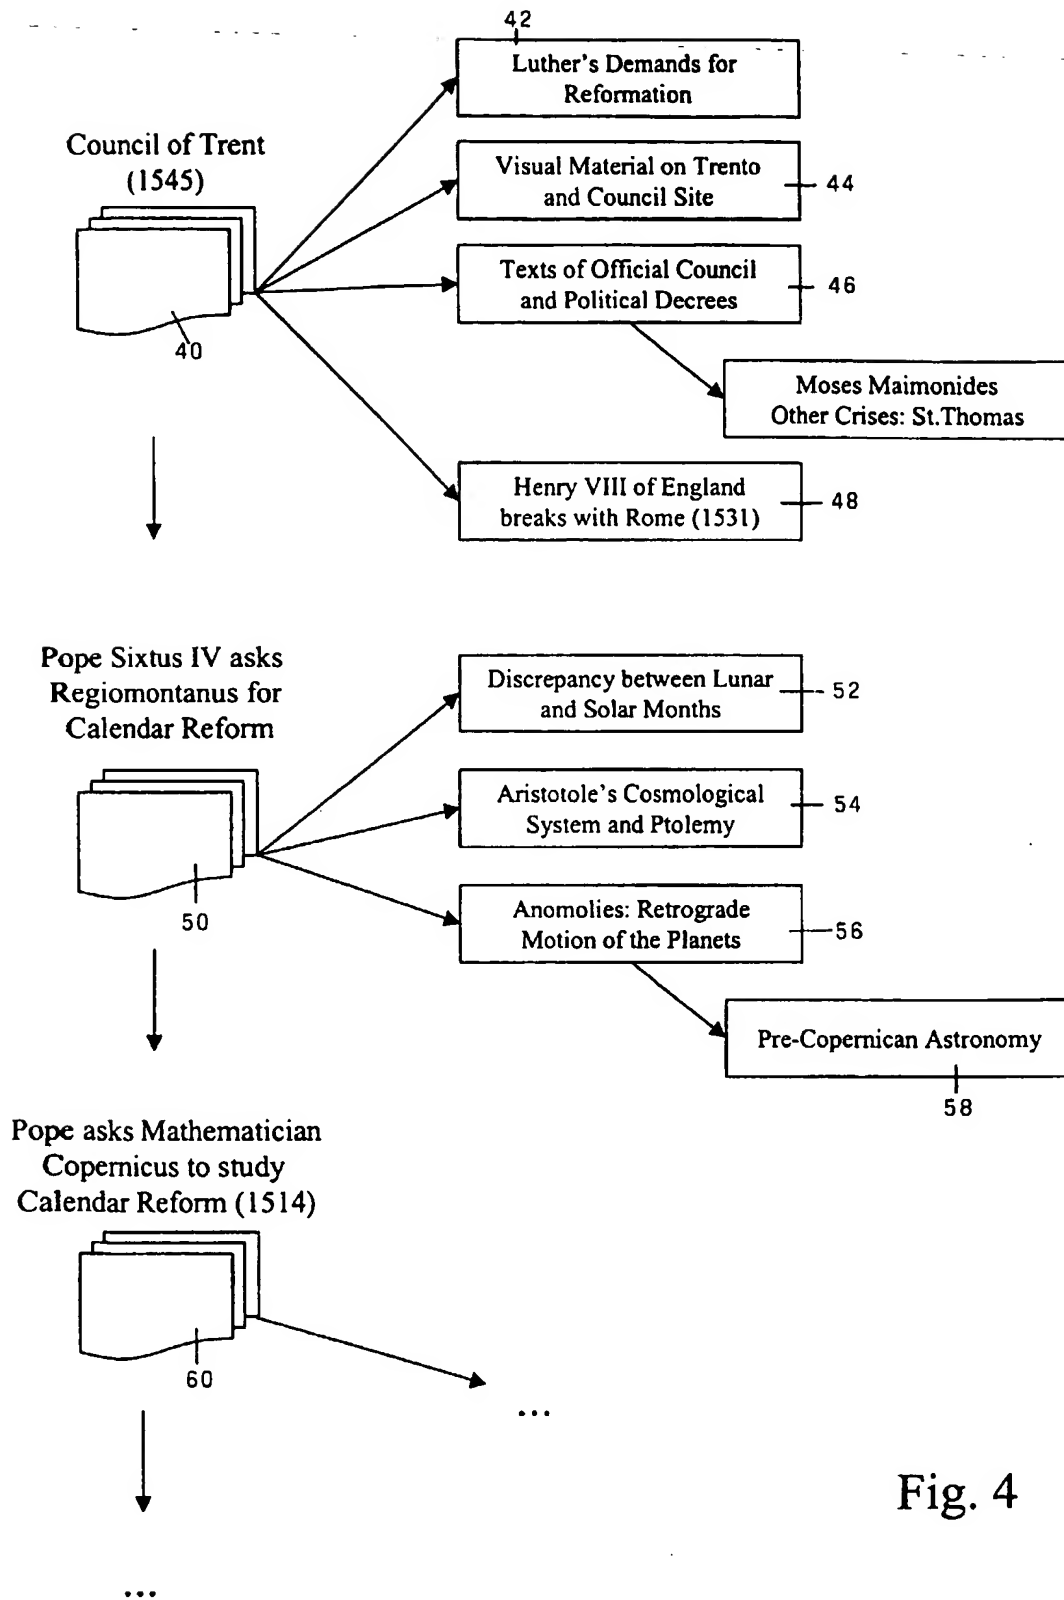 42
Luther's Demands for
Reformation
Council of Trent
(1545)
Visual Material on Trento
and Council Site
44
Texts of Official Council
and Political Decrees
46
40
Moses Maimonides
Other Crises: St.Thomas
Henry VIII of England
breaks with Rome (1531)
48
Pope Sixtus IV asks
Regiomontanus for
Calendar Reform
Discrepancy between Lunar
and Solar Months
52
Aristotole's Cosmological
System and Ptolemy
54
50
Anomolies: Retrograde
Motion of the Planets
56
Pre-Copernican Astronomy
58
Pope asks Mathematician
Copernicus to study
Calendar Reform (1514)
60
...
Fig. 4
...